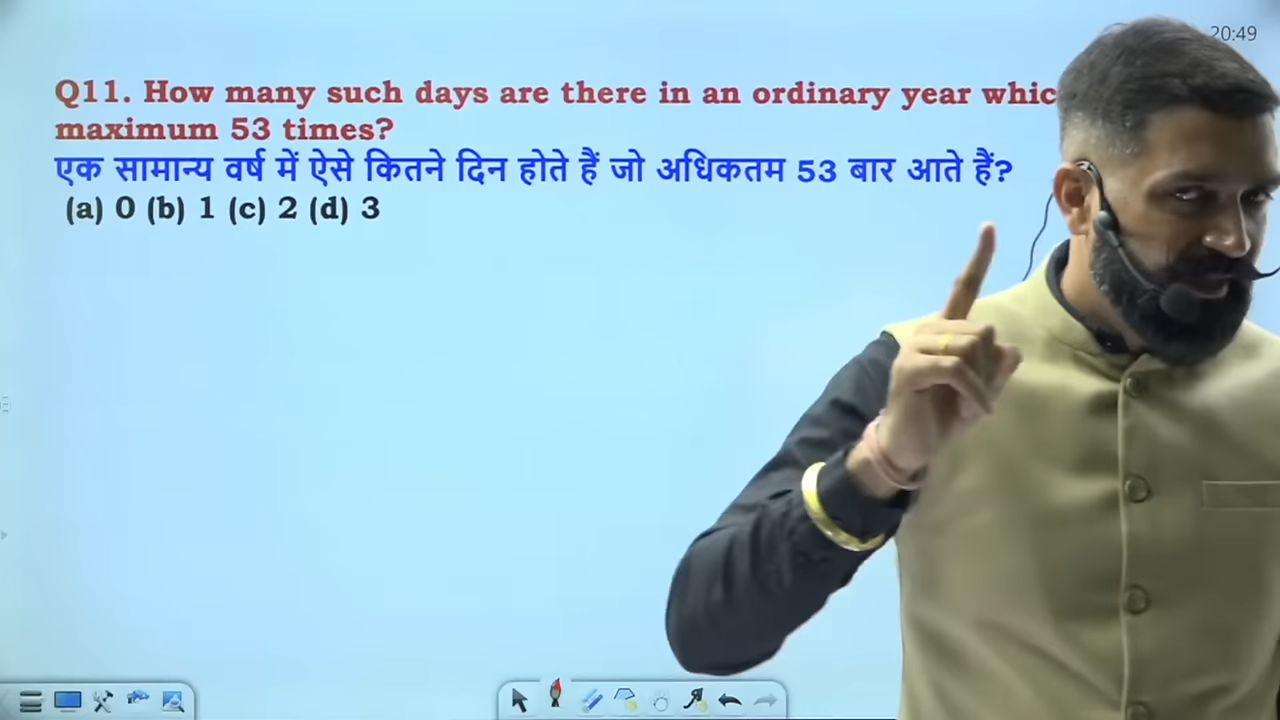 20:49
Q11. How many such days are there in an ordinary year
maximum 53 times?
एक सामान्य वर्ष में ऐसे कितने दिन होते हैं जो अधिकतम 53 बार आते हैं?
(a) 0 (b) 1 (c) 2 (d) 3